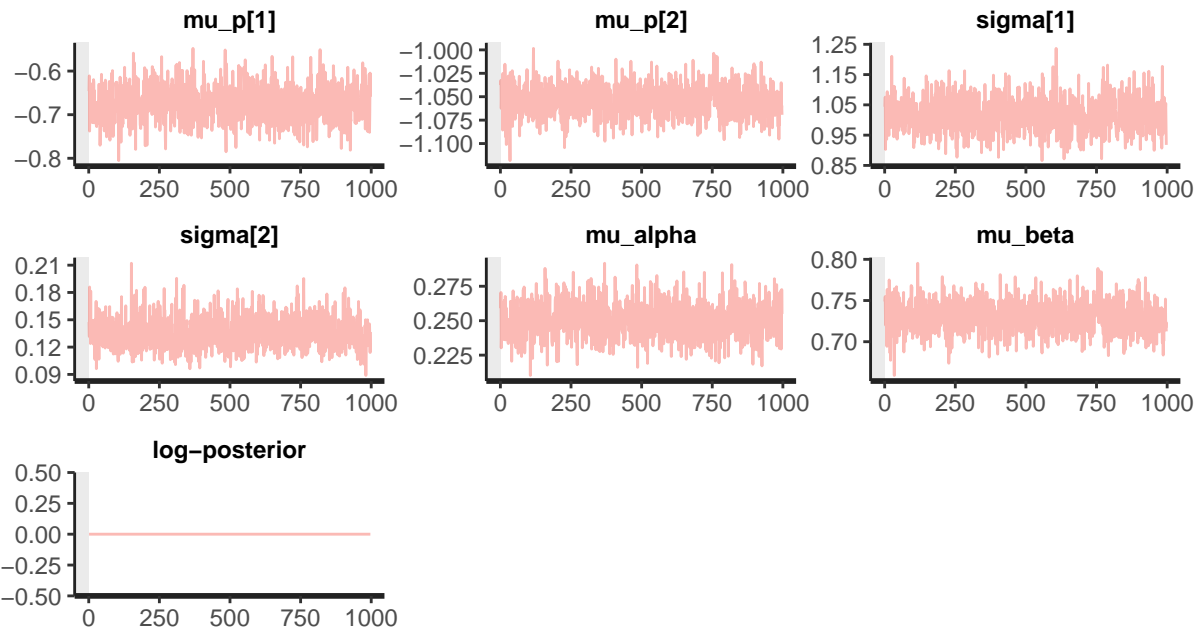 mu_p[1] mu_p[2] sigma[1]
−0.6 −1.000 1.25
−0.7 −1.025 1.15
−0.8 −1.050 1.05
−1.075 0.95
−1.100 0.85
0 250 500 750 1000 0 250 500 750 1000 0 250 500 750 1000
sigma[2] mu_alpha mu_beta
0.21 0.275 0.80
0.18 0.250 0.75
0.15 0.225 0.70
0.12
0.09
0 250 500 750 1000 0 250 500 750 1000 0 250 500 750 1000
log−posterior
0.50
0.25
0.00
−0.25
−0.50
0 250 500 750 1000